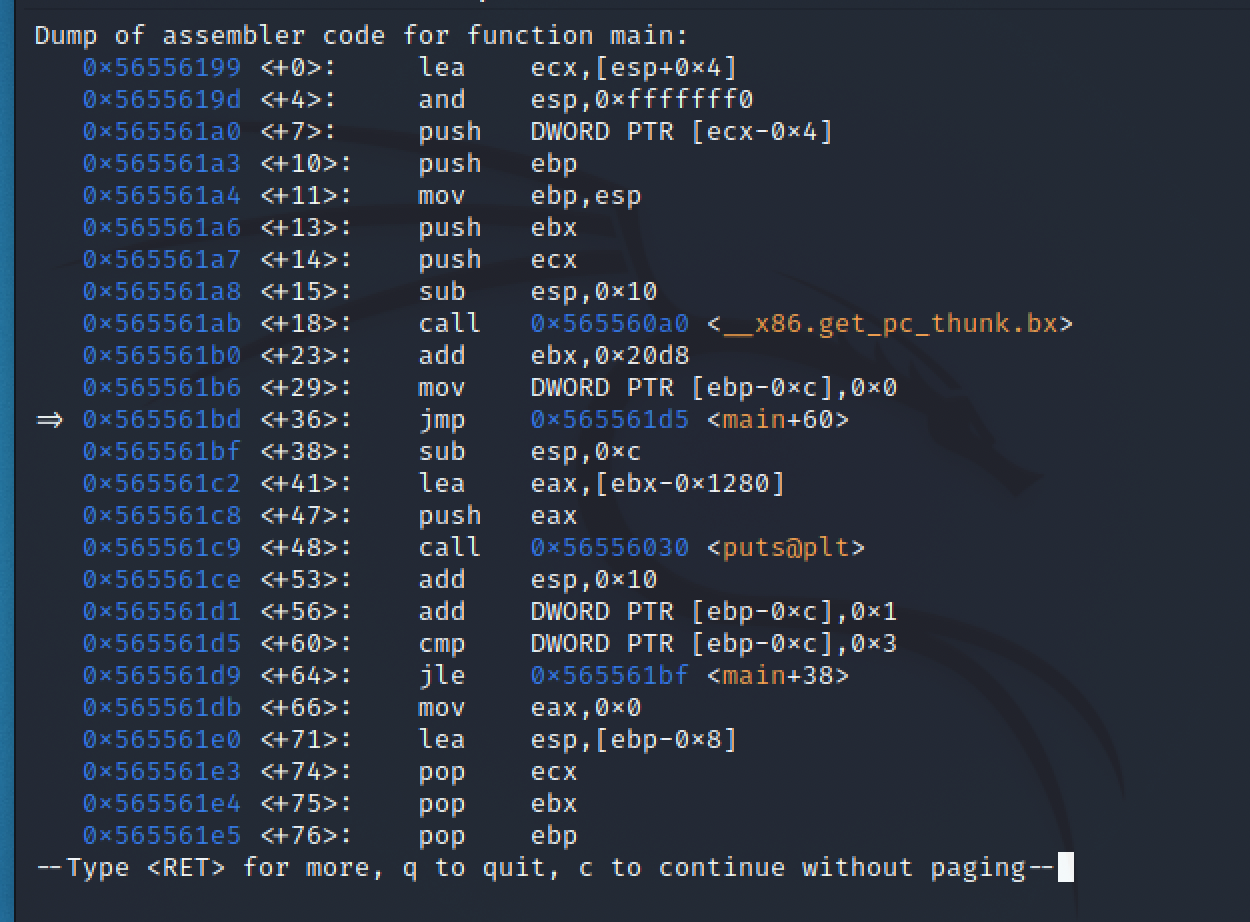 Dump of assembler code for function main:
0×56556199 <+0>: lea ecx,[esp+0×4]
0×5655619d <+4>: and esp,0×fffffff0
0×565561a0 <+7>: push DWORD PTR [ecx-0×4]
0×565561a3 <+10>: push ebp
0×565561a4 <+11>: mov ebp,esp
0×565561a6 <+13>: push ebx
0×565561a7 <+14>: push ecx
0×565561a8 <+15>: sub esp,0×10
0×565561ab <+18>: call 0×565560a0 <__x86.get_pc_thunk.bx>
0×565561b0 <+23>: add ebx,0×20d8
0×565561b6 <+29>: mov DWORD PTR [ebp-0×c],0×0
⇒ 0×565561bd <+36>: jmp 0×565561d5 <main+60>
0×565561bf <+38>: sub esp,0×c
0×565561c2 <+41>: lea eax,[ebx-0×1280]
0×565561c8 <+47>: push eax
0×565561c9 <+48>: call 0×56556030 <puts@plt>
0×565561ce <+53>: add esp,0×10
0×565561d1 <+56>: add DWORD PTR [ebp-0×c],0×1
0×565561d5 <+60>: cmp DWORD PTR [ebp-0×c],0×3
0×565561d9 <+64>: jle 0×565561bf <main+38>
0×565561db <+66>: mov eax,0×0
0×565561e0 <+71>: lea esp,[ebp-0×8]
0×565561e3 <+74>: pop ecx
0×565561e4 <+75>: pop ebx
0×565561e5 <+76>: pop ebp
--Type <RET> for more, q to quit, c to continue without paging--